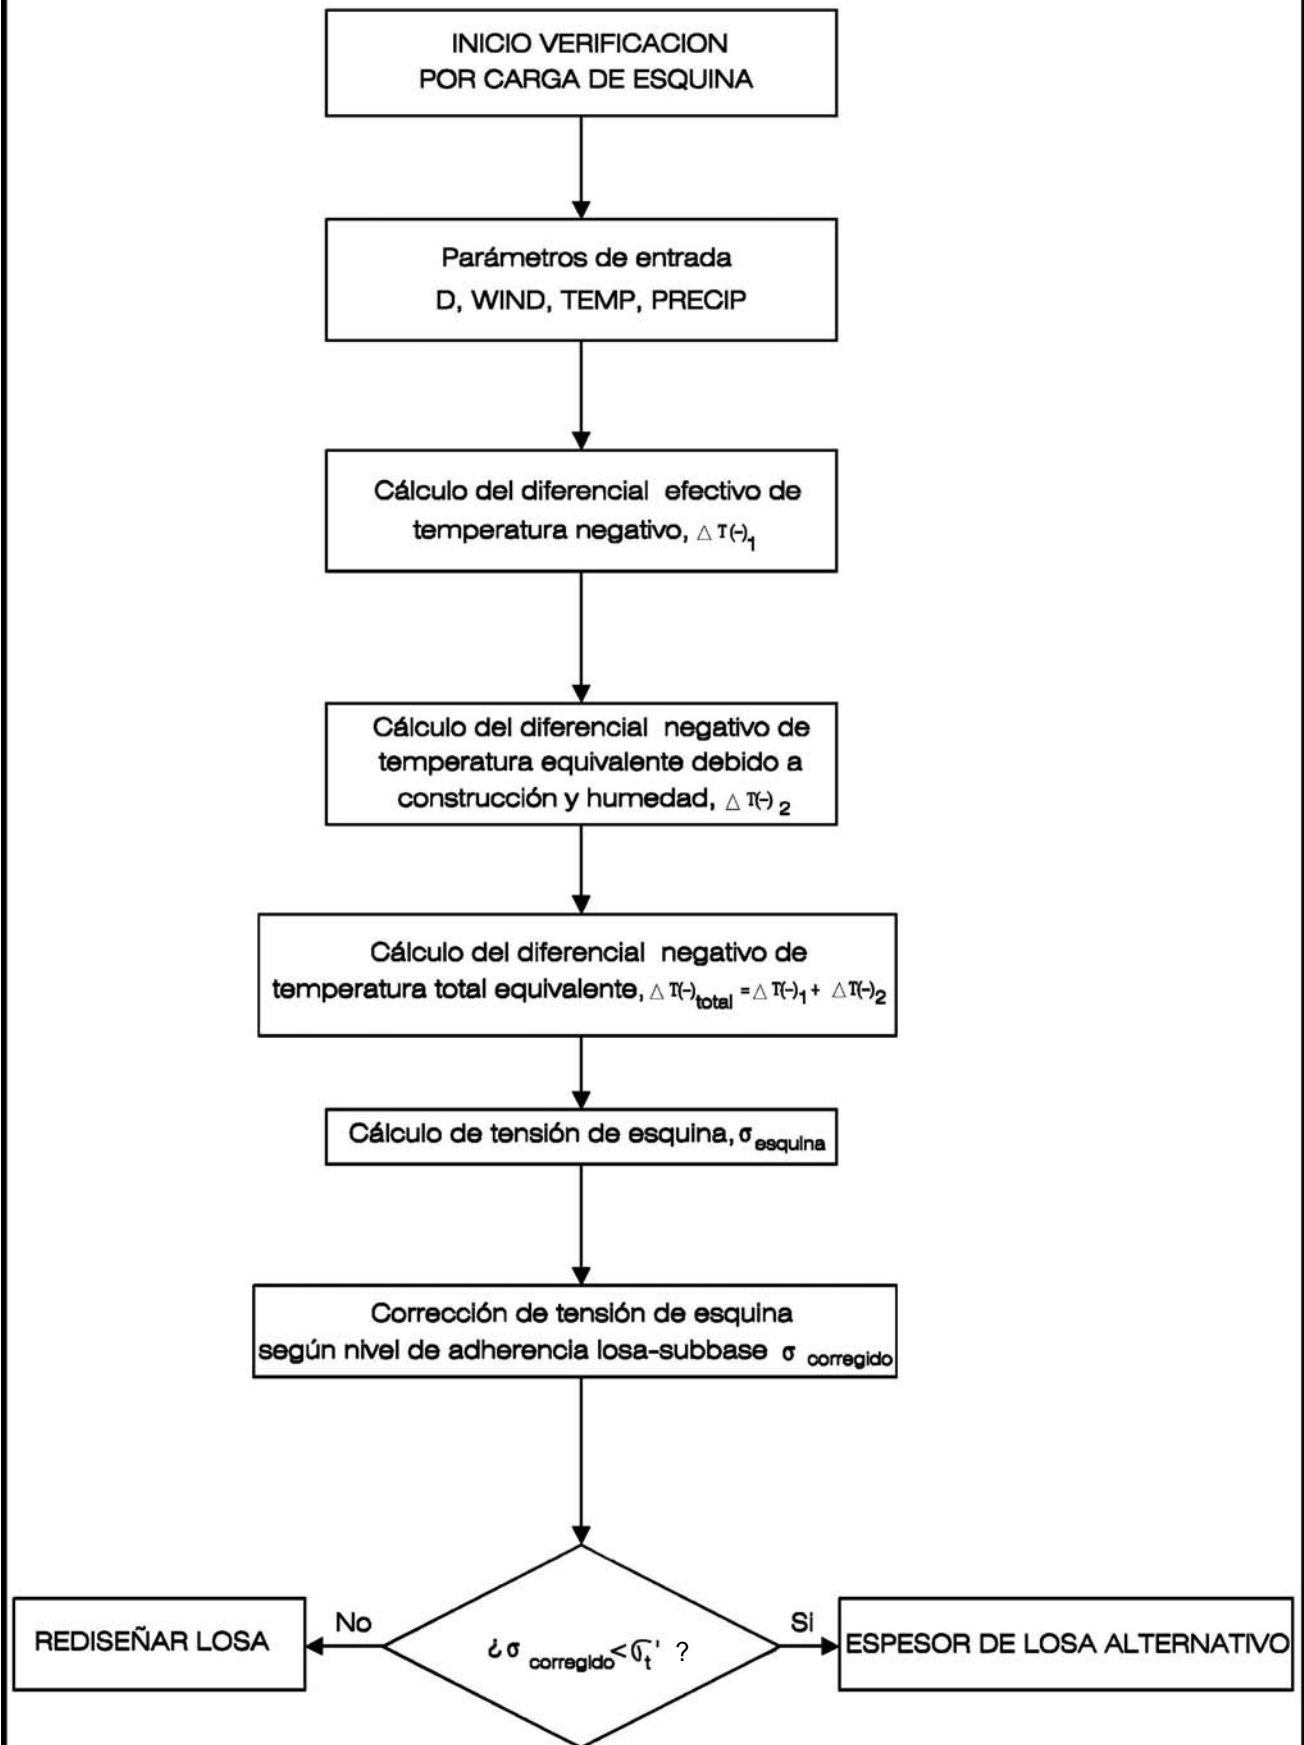 INICIO VERIFICACION
POR CARGA DE ESQUINA
Parámetros de entrada
D, WIND, TEMP, PRECIP
Cálculo del diferencial efectivo de
temperatura negativo, △ T(-)₁
Cálculo del diferencial negativo de
temperatura equivalente debido a
construcción y humedad, △ T(-) ₂
Cálculo del diferencial negativo de
temperatura total equivalente, △ T(-)total = △ T(-)₁ + △T(-)₂
Cálculo de tensión de esquina, σ esquina
Corrección de tensión de esquina
según nivel de adherencia losa-subbase σ corregido
No
Si
REDISEÑAR LOSA
¿σ corregido < σt' ?
ESPESOR DE LOSA ALTERNATIVO